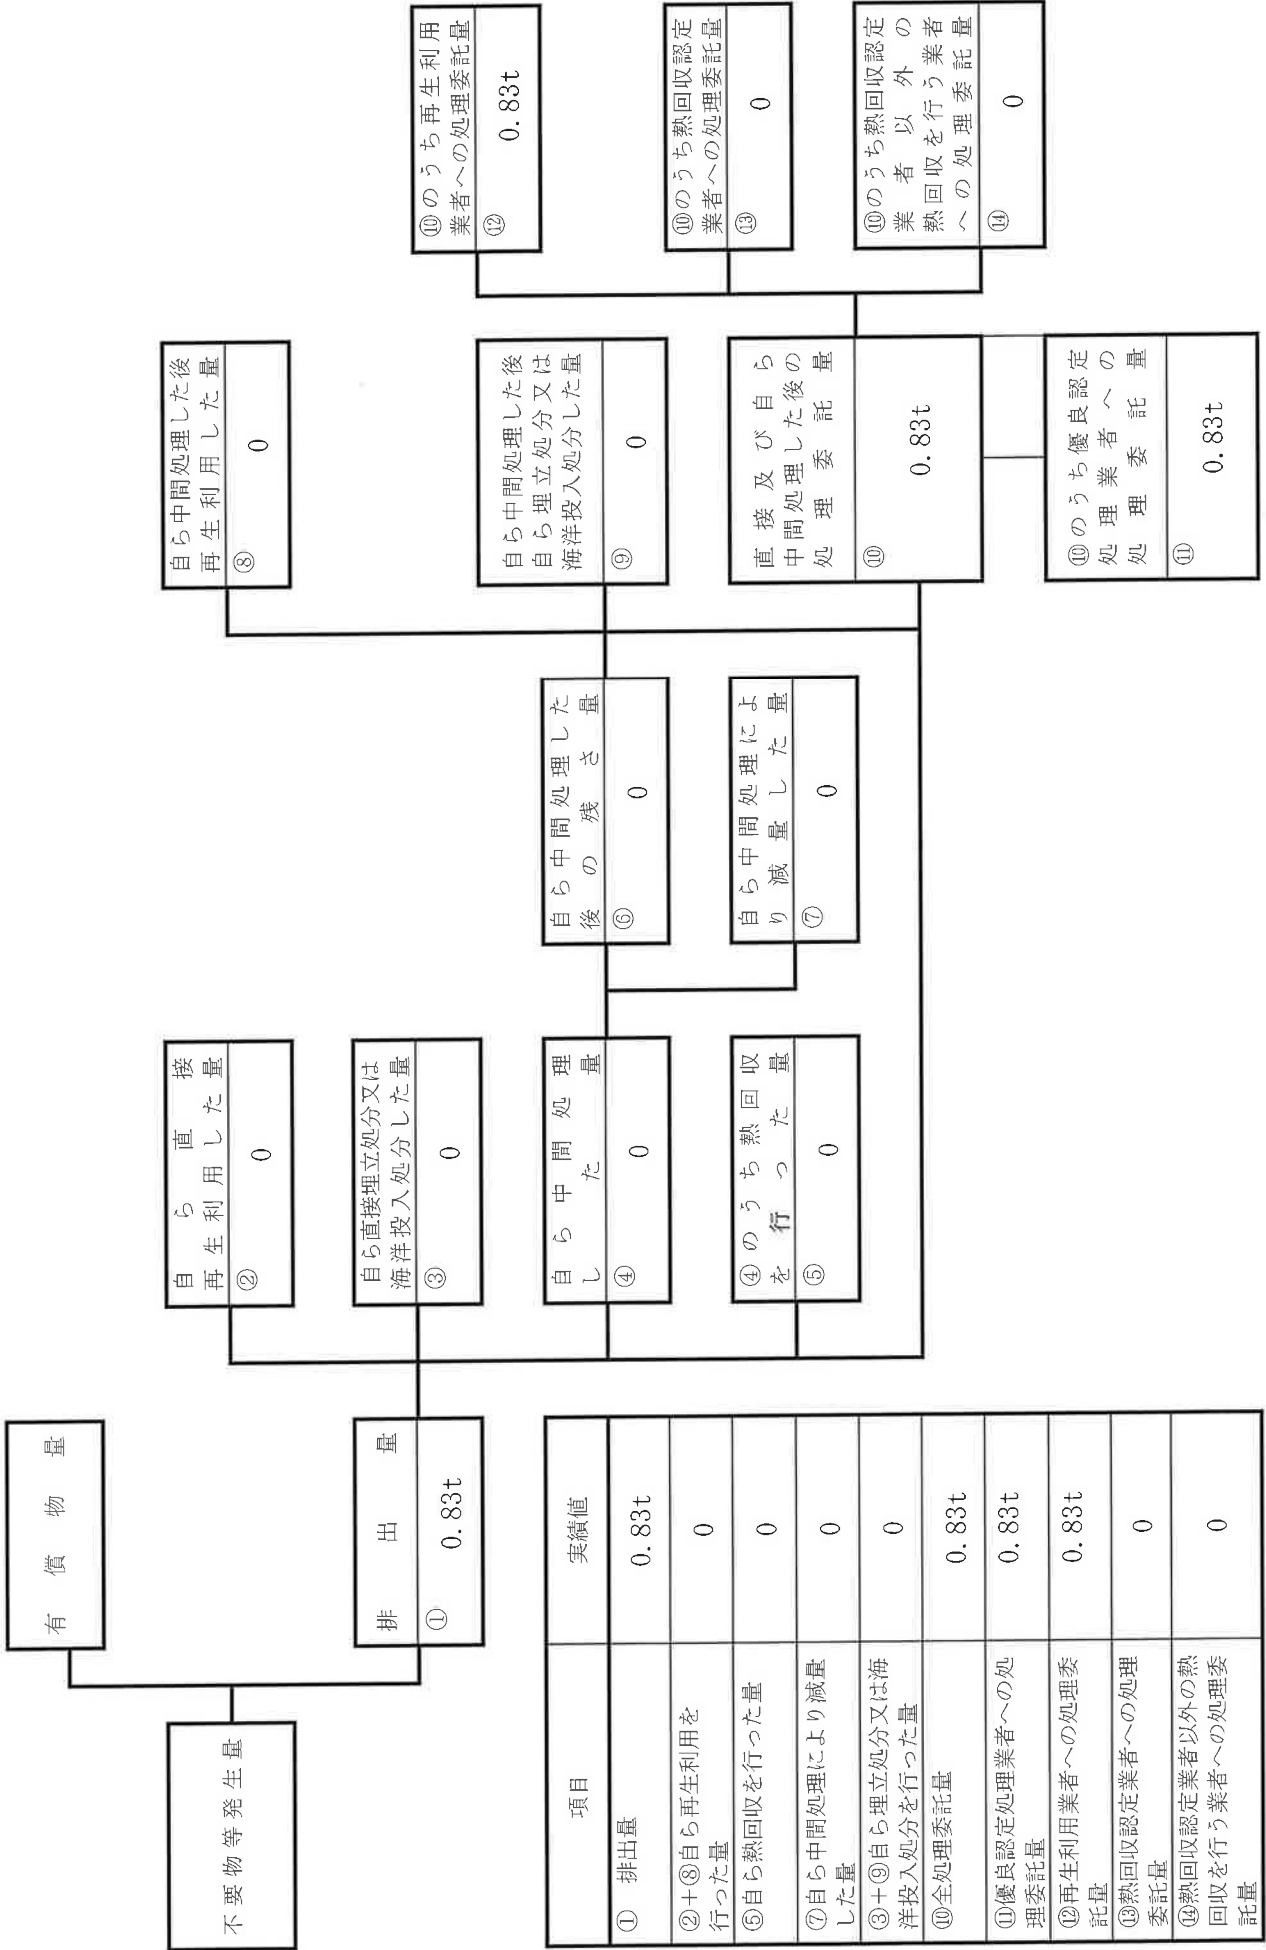 有償物量
不要物等発生量
排出量
①
0.83t
自ら直接
再生利用した量
②
0
自ら直接埋立処分又は
海洋投入処分した量
③
0
自ら中間処理
した量
④
0
④のうち熱回収
を行った量
⑤
0
自ら中間処理した
後の残さ量
⑥
0
自ら中間処理によ
り減量した量
⑦
0
自ら中間処理した後
再生利用した量
⑧
0
自ら中間処理した後
自ら埋立処分又は
海洋投入処分した量
⑨
0
直接及び自ら
中間処理した後の
処理委託量
⑩
0.83t
⑩のうち優良認定
処理業者への
処理委託量
⑪
0.83t
⑩のうち再生利用
業者への処理委託量
⑫
0.83t
⑩のうち熱回収認定
業者への処理委託量
⑬
0
⑩のうち熱回収認定
業者以外の
熱回収を行う業者
への処理委託量
⑭
0
項目 実績値
① 排出量 0.83t
②+⑧自ら再生利用を
行った量 0
⑤自ら熱回収を行った量 0
⑦自ら中間処理により減量
した量 0
③+⑨自ら埋立処分又は海
洋投入処分を行った量 0
⑩全処理委託量 0.83t
⑪優良認定処理業者への処
理委託量 0.83t
⑫再生利用業者への処理委
託量 0.83t
⑬熱回収認定業者への処理
委託量 0
⑭熱回収認定業者以外の熱
回収を行う業者への処理委
託量 0